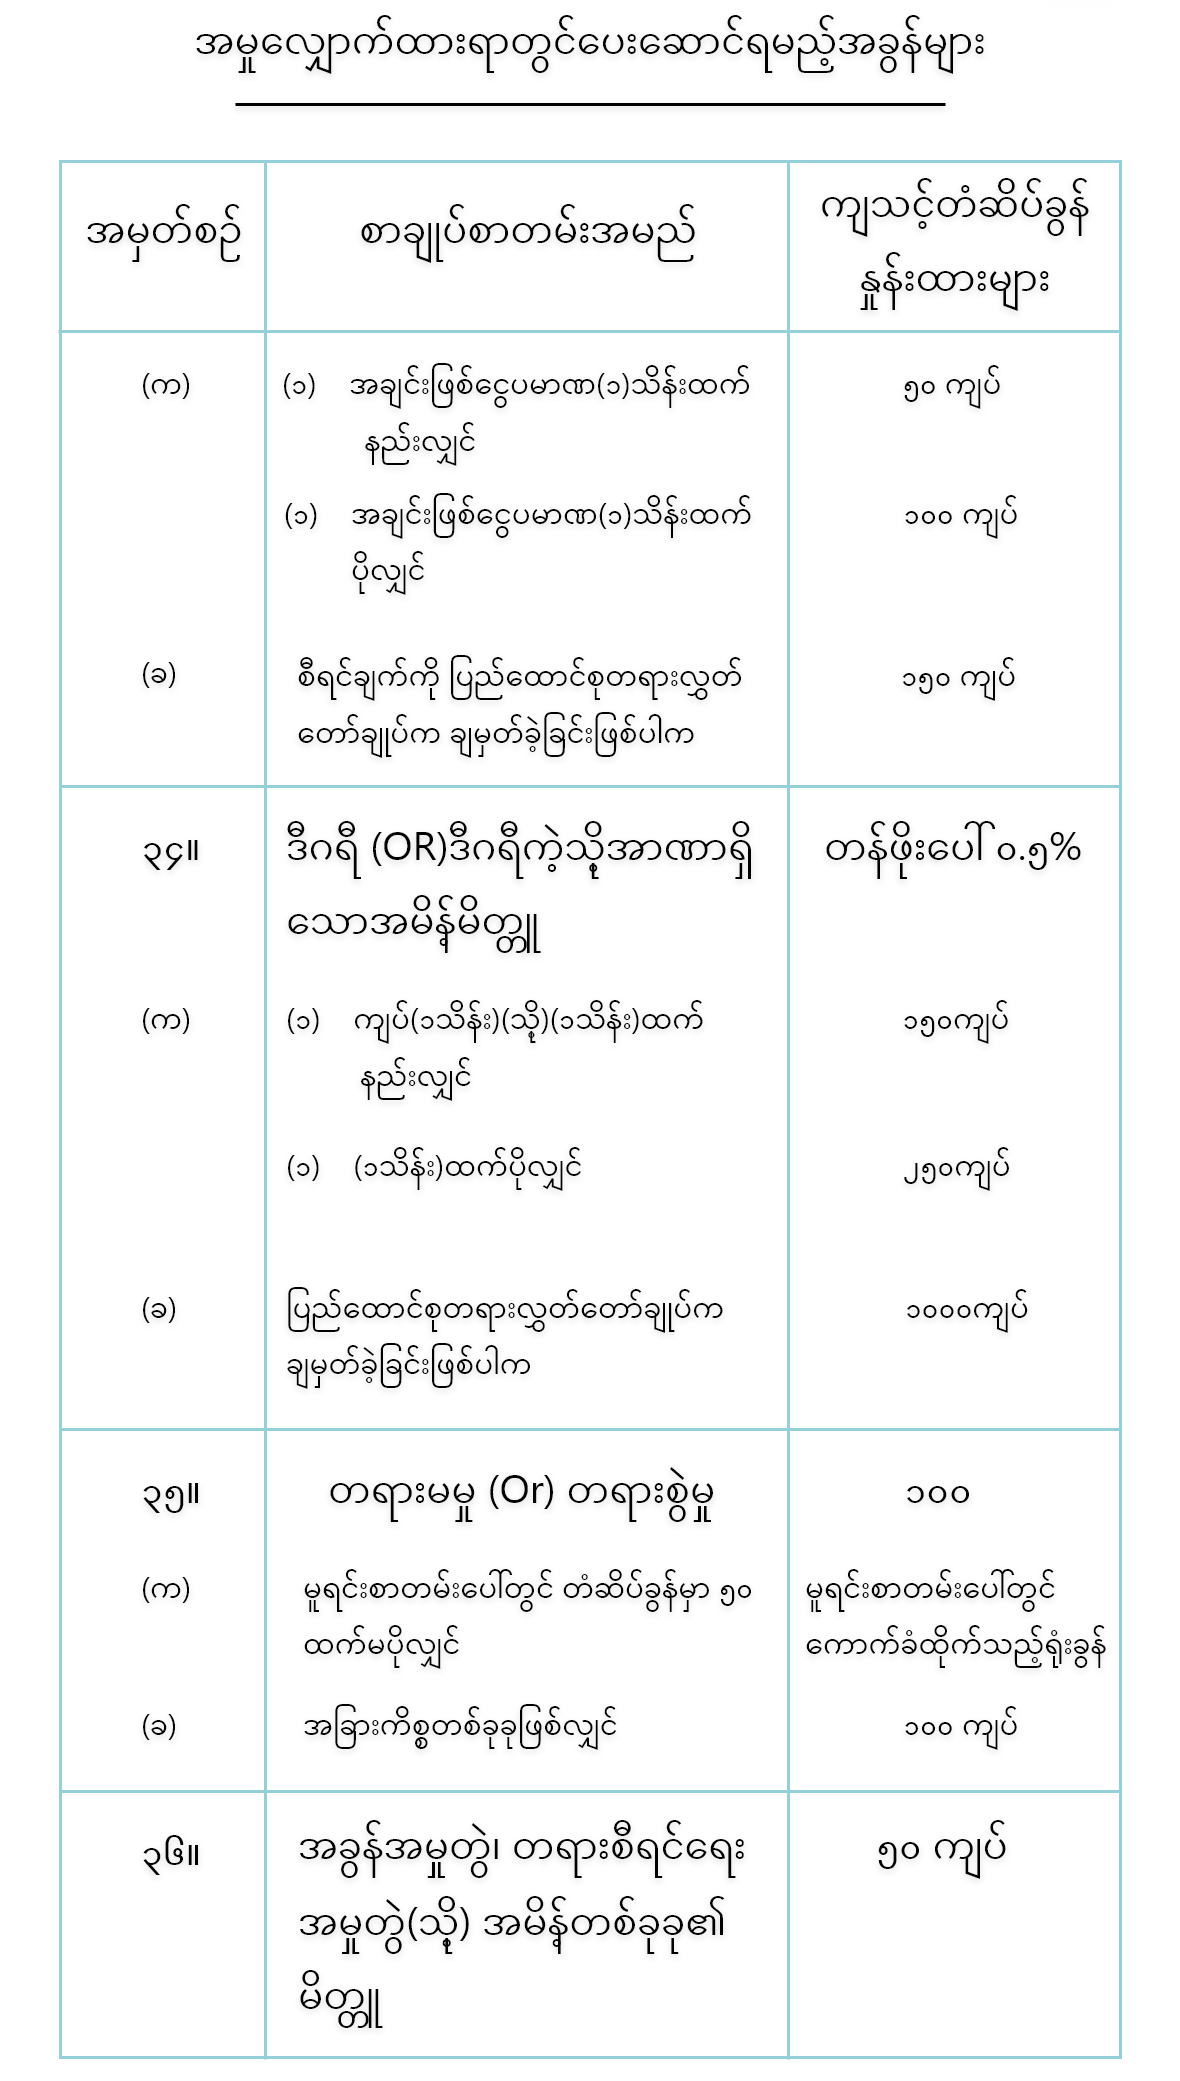 အမှုလျှောက်ထားရာတွင်ပေးဆောင်ရမည့်အခွန်များ
အမှတ်စဉ်
စာချုပ်စာတမ်းအမည်
ကျသင့်တံဆိပ်ခွန်
နှုန်းထားများ
(က) (၁) အချင်းဖြစ်ငွေပမာဏ(၁)သိန်းထက် ၅၀ ကျပ်
နည်းလျှင်
(၁) အချင်းဖြစ်ငွေပမာဏ(၁)သိန်းထက် ၁၀၀ ကျပ်
ပိုလျှင်
(ခ) စီရင်ချက်ကို ပြည်ထောင်စုတရားလွှတ် ၁၅၀ ကျပ်
တော်ချုပ်က ချမှတ်ခဲ့ခြင်းဖြစ်ပါက
၃၄။ ဒီဂရီ (OR)ဒီဂရီကဲ့သို့အာဏာရှိ တန်ဖိုးပေါ် ၀.၅%
သောအမိန့်မိတ္တူ
(က) (၁) ကျပ်(၁သိန်း)(သို့)(၁သိန်း)ထက် ၁၅၀ကျပ်
နည်းလျှင်
(၁) (၁သိန်း)ထက်ပိုလျှင် ၂၅၀ကျပ်
(ခ) ပြည်ထောင်စုတရားလွှတ်တော်ချုပ်က ၁၀၀၀ကျပ်
ချမှတ်ခဲ့ခြင်းဖြစ်ပါက
၃၅။ တရားမမှု (Or) တရားစွဲမှု ၁၀၀
(က) မူရင်းစာတမ်းပေါ်တွင် တံဆိပ်ခွန်မှာ ၅၀ မူရင်းစာတမ်းပေါ်တွင်
ထက်မပိုလျှင် ကောက်ခံထိုက်သည့်ရုံးခွန်
(ခ) အခြားကိစ္စတစ်ခုခုဖြစ်လျှင် ၁၀၀ ကျပ်
၃၆။ အခွန်အမှုတွဲ၊ တရားစီရင်ရေး ၅၀ ကျပ်
အမှုတွဲ(သို့) အမိန့်တစ်ခုခု၏
မိတ္တူ